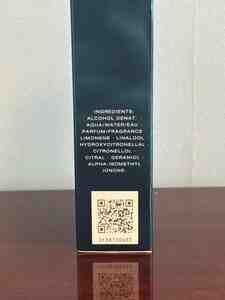 INGREDIENTS:
ALCOHOL DENAT.
AQUA/WATER/EAU
PARFUM/FRAGRANCE
LIMONENE - LINALOOL
HYDROXYCITRONELLAL
CITRONELLOL
CITRAL - GERANIOL
ALPHA-ISOMETHYL
IONONE.